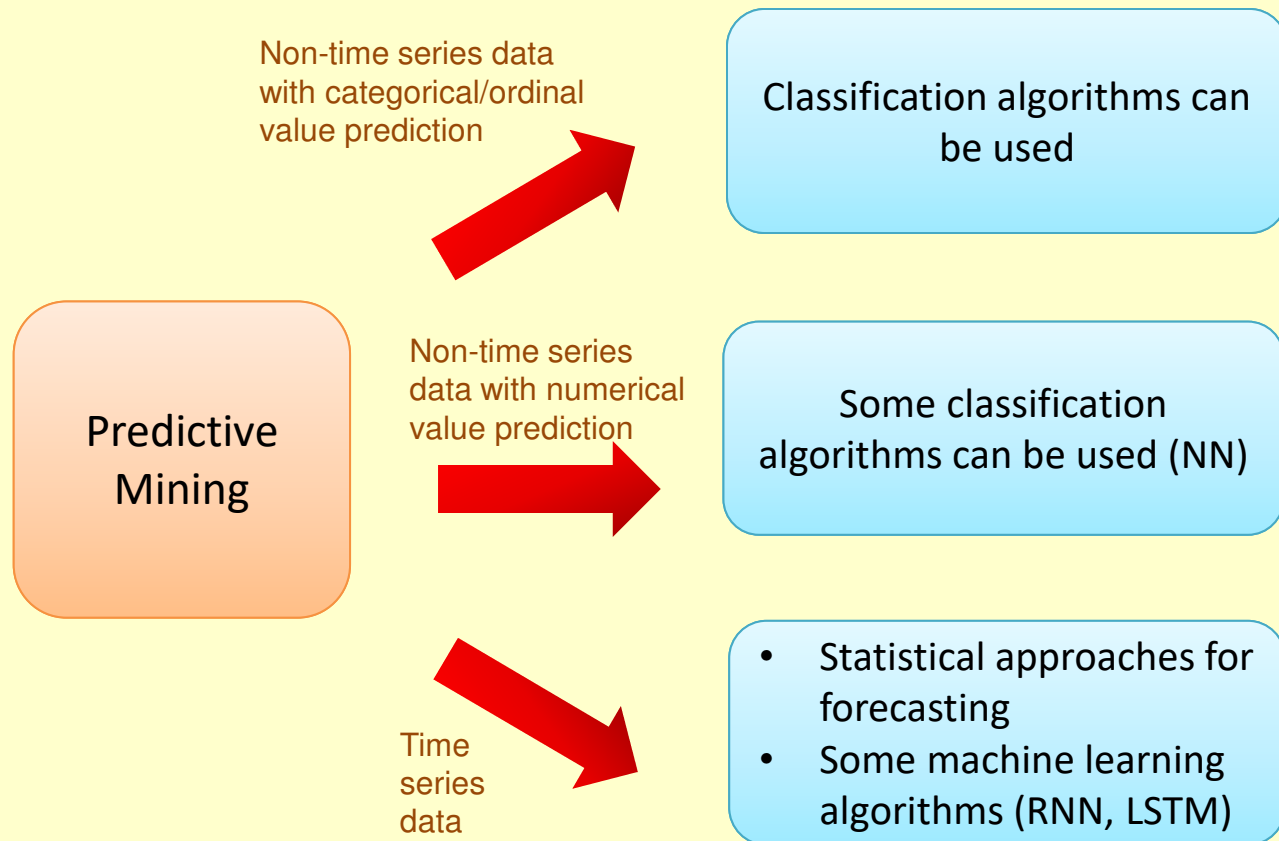 Non-time series data
with categorical/ordinal
value prediction
Classification algorithms can
be used
Predictive
Mining
Non-time series
data with numerical
value prediction
Some classification
algorithms can be used (NN)
Time
series
data
• Statistical approaches for
forecasting
• Some machine learning
algorithms (RNN, LSTM)